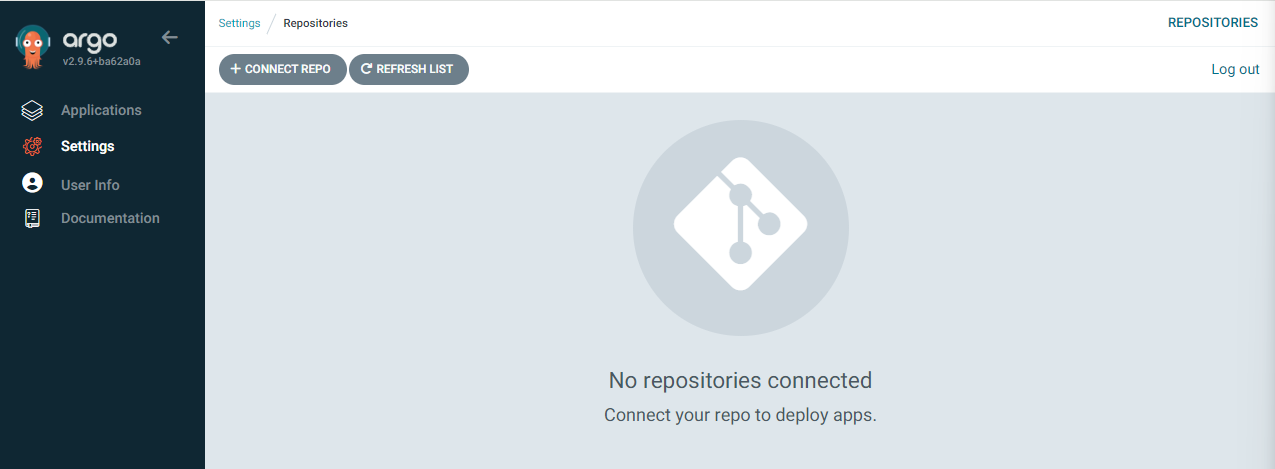 argo
v2.9.6+ba62a0a
Applications
Settings
User Info
Documentation
Settings / Repositories
REPOSITORIES
+ CONNECT REPO
REFRESH LIST
Log out
No repositories connected
Connect your repo to deploy apps.